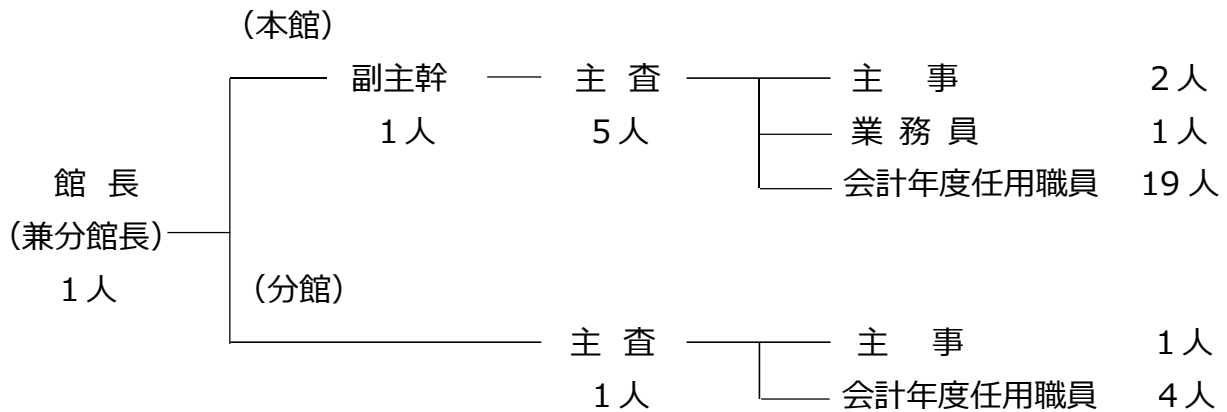 （本館）
副主幹 主 査 主 事 2人
1人 5人 業 務 員 1人
館 長 会計年度任用職員 19人
（兼分館長）
1人 （分館）
主 査 主 事 1人
1人 会計年度任用職員 4人